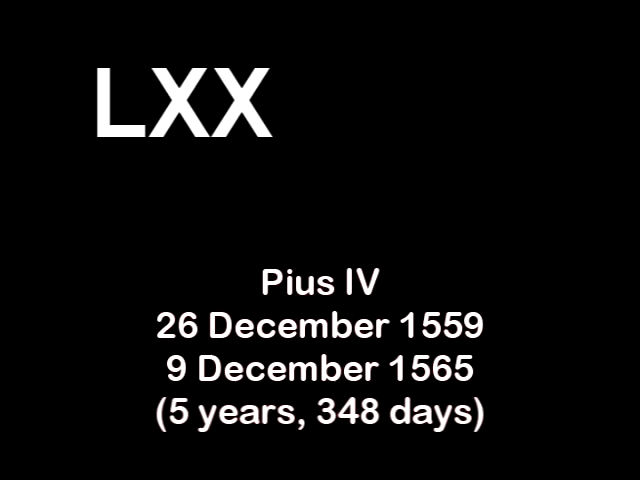 LXX
Pius IV
26 December 1559
9 December 1565
(5 years, 348 days)